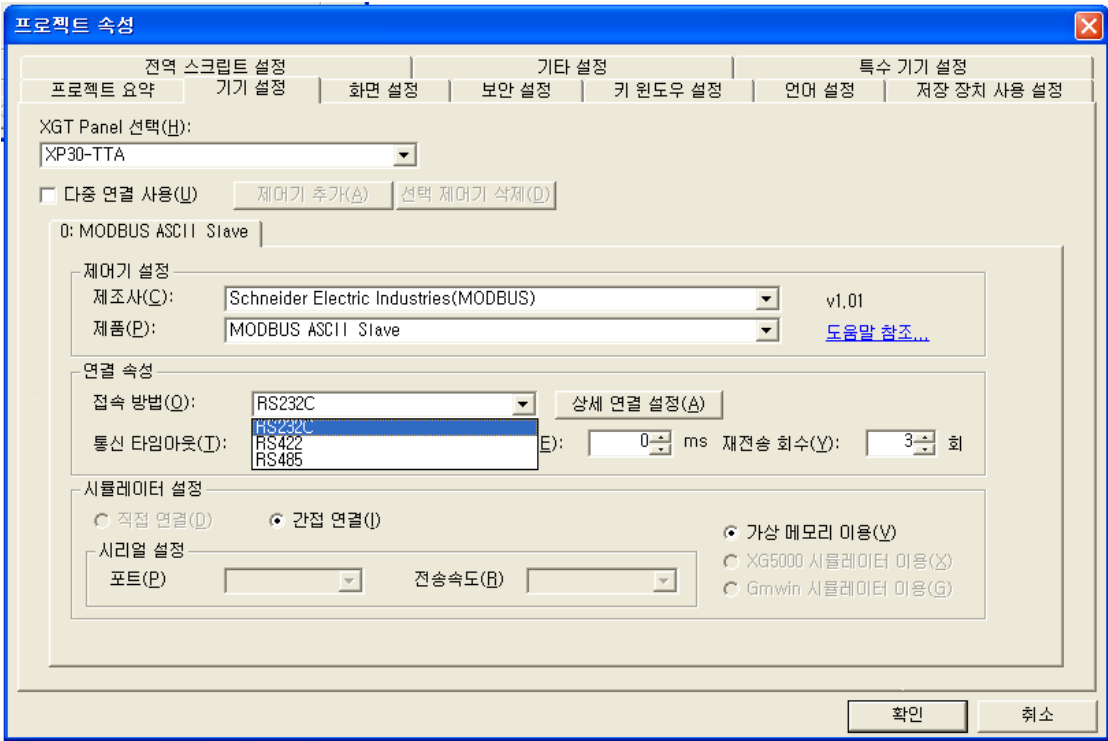 프로젝트 속성
전역 스크립트 설정 기타 설정 특수 기기 설정
프로젝트 요약 기기 설정 화면 설정 보안 설정 키 윈도우 설정 언어 설정 저장 장치 사용 설정
XGT Panel 선택(H):
XP30-TTA
다중 연결 사용(U) 제어기 추가(A) 선택 제어기 삭제(D)
0: MODBUS ASCII Slave
제어기 설정
제조사(C): Schneider Electric Industries(MODBUS) v1.01
제품(P): MODBUS ASCII Slave 도움말 참조...
연결 속성
접속 방법(O): RS232C 상세 연결 설정(A)
RS232C
통신 타임아웃(T): RS422 E): 0 ms 재전송 회수(Y): 3 회
RS485
시뮬레이터 설정
직접 연결(D) 간접 연결(I)
가상 메모리 이용(V)
시리얼 설정
XG5000 시뮬레이터 이용(X)
포트(P) 전송속도(R)
Gmwin 시뮬레이터 이용(G)
확인 취소